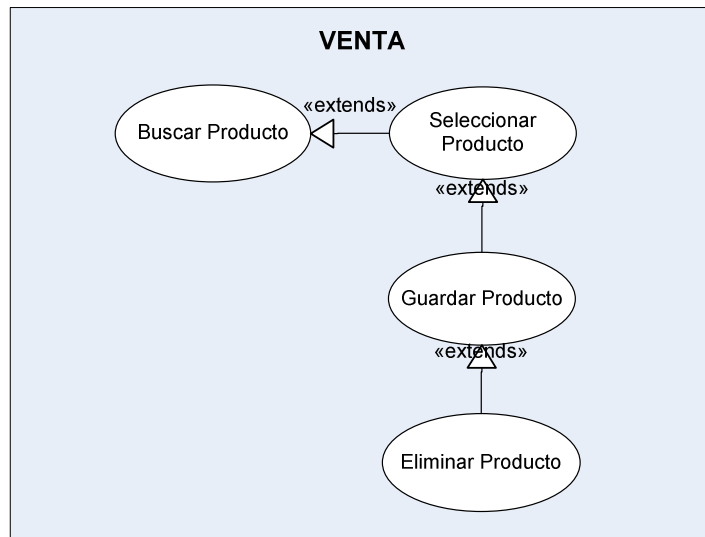 VENTA
«extends»
Buscar Producto
Seleccionar
Producto
«extends»
Guardar Producto
«extends»
Eliminar Producto